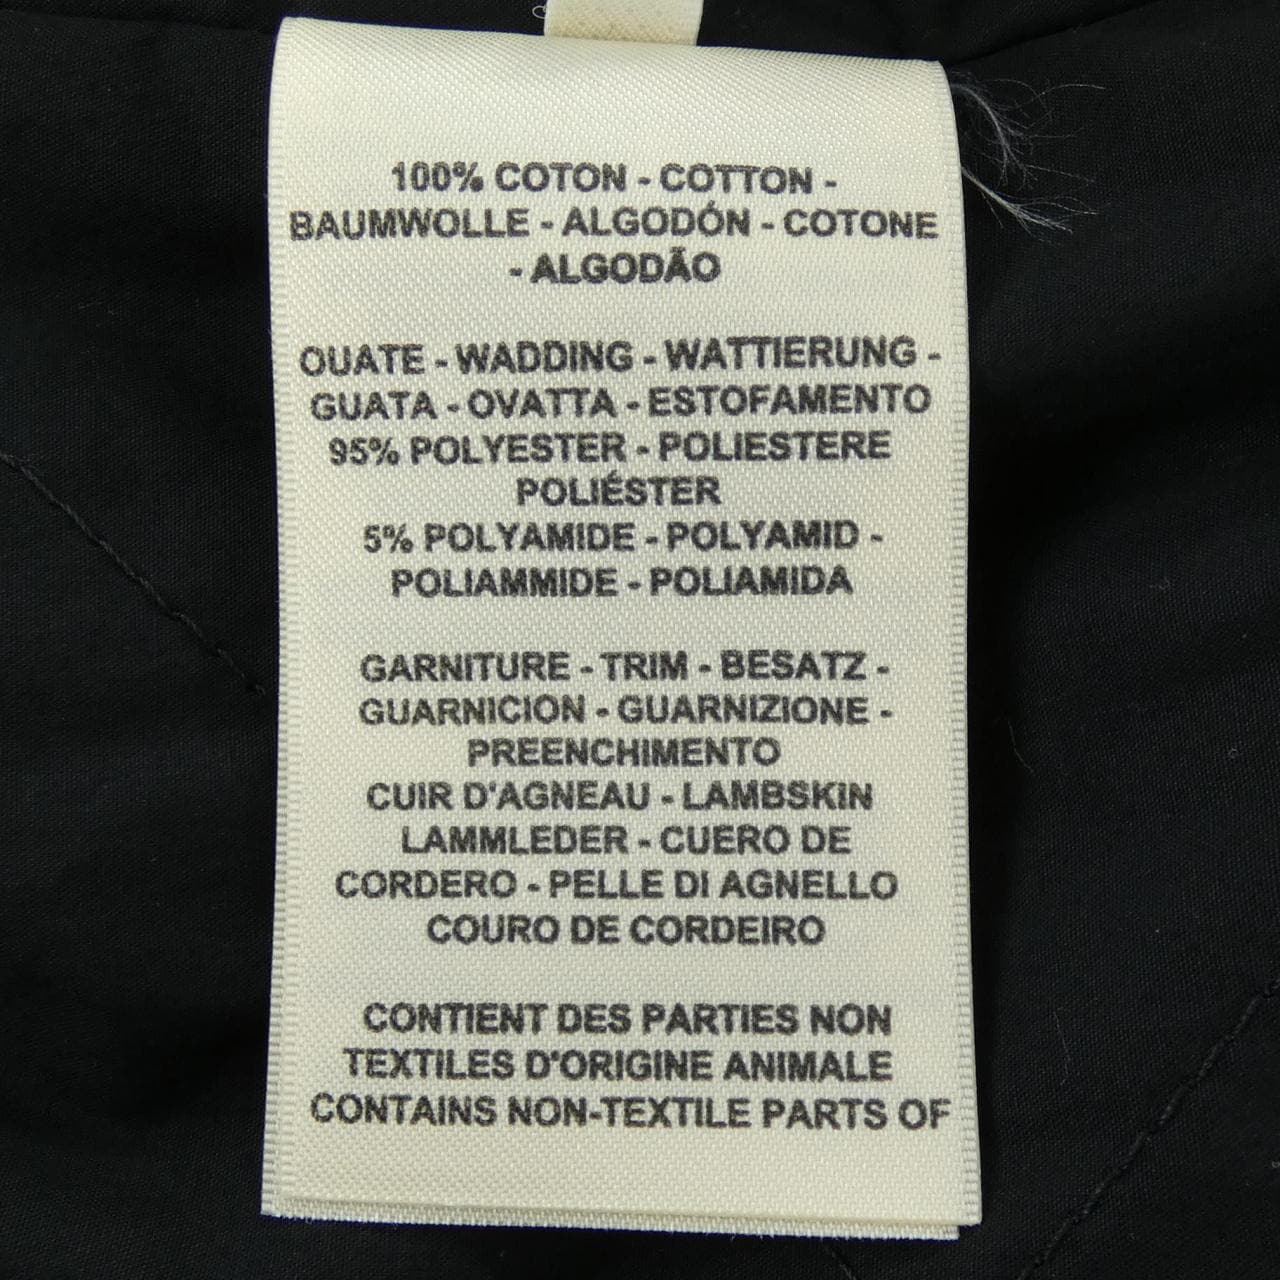 100% COTON - COTTON -
BAUMWOLLE - ALGODÓN - COTONE
- ALGODÃO
OUATE - WADDING - WATTIERUNG -
GUATA - OVATTA - ESTOFAMENTO
95% POLYESTER - POLIESTERE
POLIÉSTER
5% POLYAMIDE - POLYAMID -
POLIAMMIDE - POLIAMIDA
GARNITURE - TRIM - BESATZ -
GUARNICION - GUARNIZIONE -
PREENCHIMENTO
CUIR D'AGNEAU - LAMBSKIN
LAMMLEDER - CUERO DE
CORDERO - PELLE DI AGNELLO
COURO DE CORDEIRO
CONTIENT DES PARTIES NON
TEXTILES D'ORIGINE ANIMALE
CONTAINS NON-TEXTILE PARTS OF